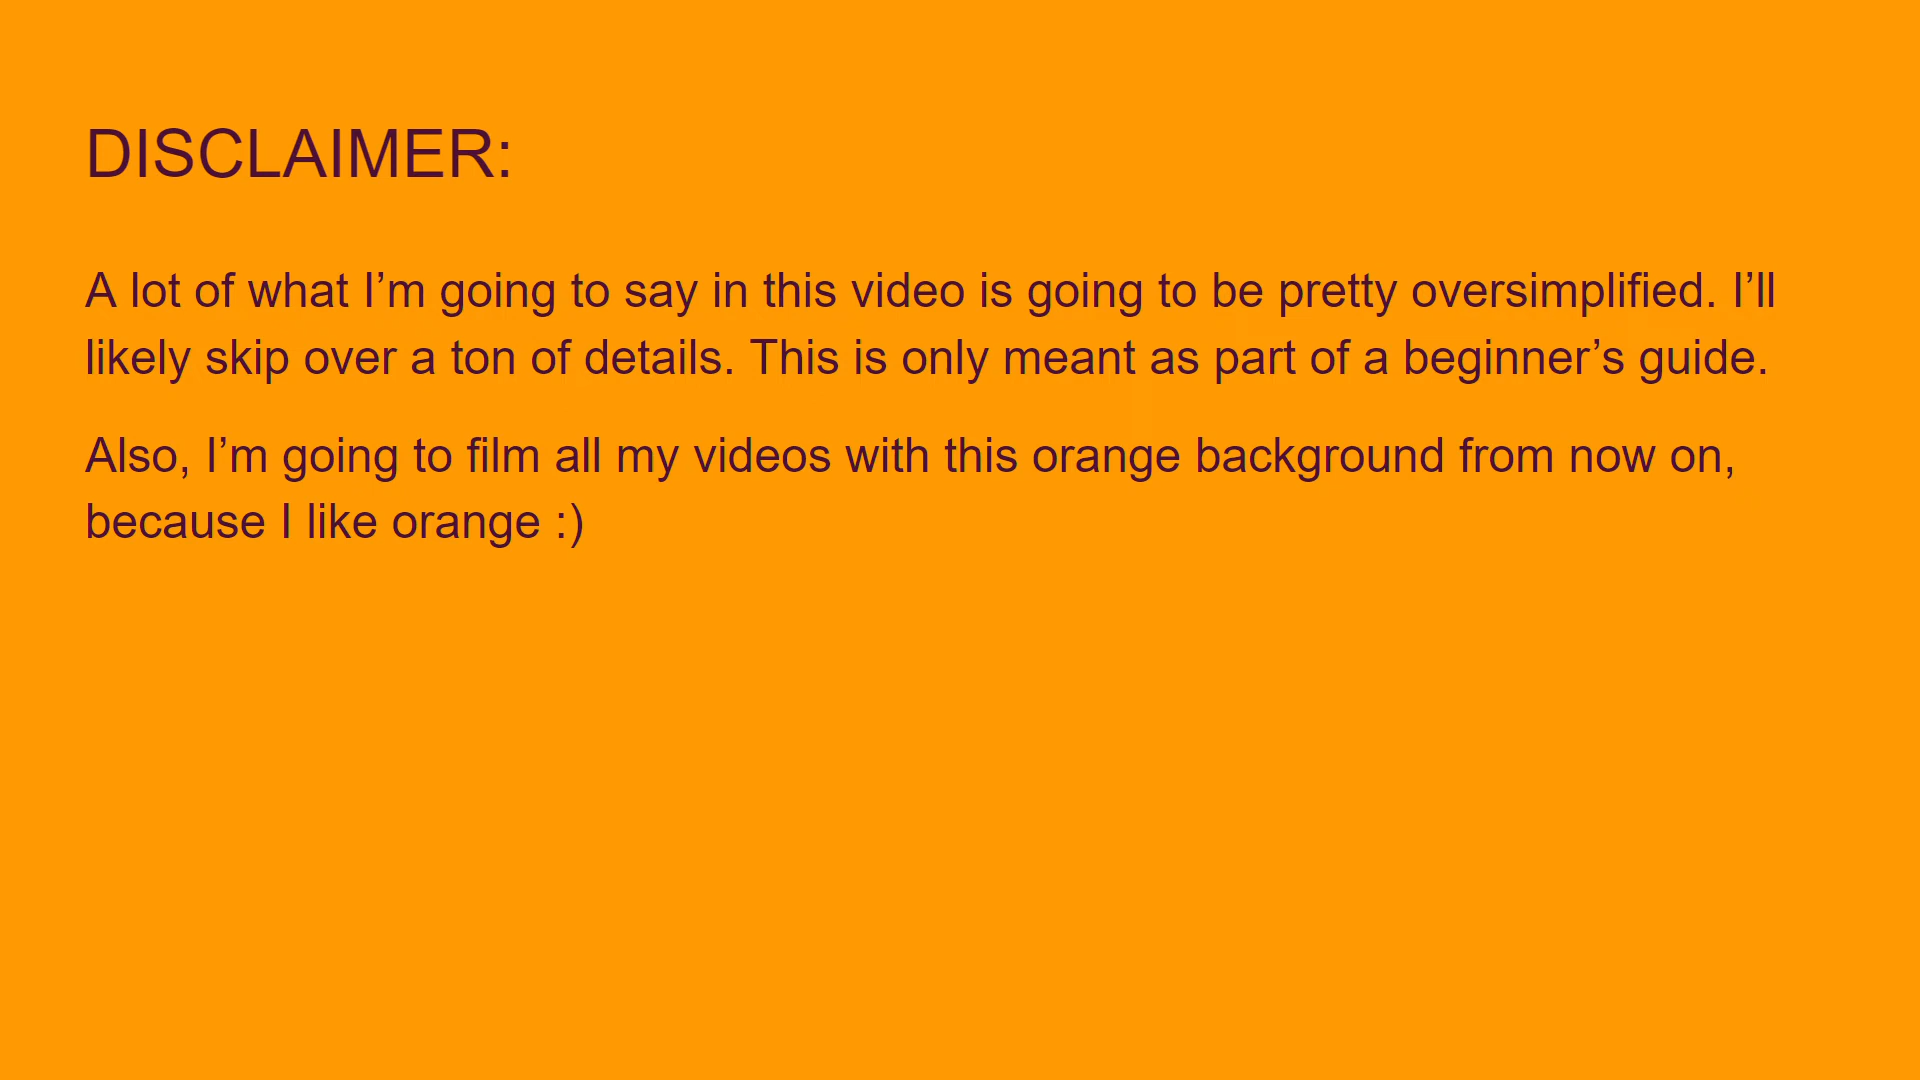 DISCLAIMER:
A lot of what I’m going to say in this video is going to be pretty oversimplified. I’ll
likely skip over a ton of details. This is only meant as part of a beginner’s guide.
Also, I’m going to film all my videos with this orange background from now on,
because I like orange :)